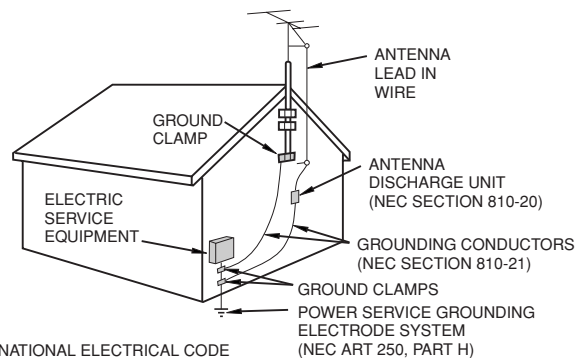 ANTENNA
LEAD IN
WIRE
GROUND
CLAMP
ANTENNA
DISCHARGE UNIT
(NEC SECTION 810-20)
ELECTRIC
SERVICE
EQUIPMENT
GROUNDING CONDUCTORS
(NEC SECTION 810-21)
GROUND CLAMPS
POWER SERVICE GROUNDING
ELECTRODE SYSTEM
(NEC ART 250, PART H)
NATIONAL ELECTRICAL CODE